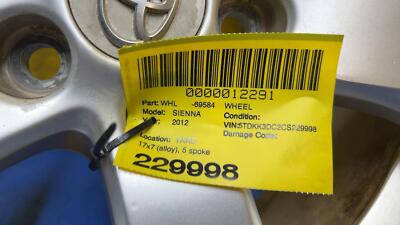 0000012291
Part: WHL -69584 WHEEL
Model: SIENNA Condition:
2012 VIN:5TDKK3DC2CS229998
Damage Code:
Location: YARD
17x7 (alloy), 5 spoke
229998